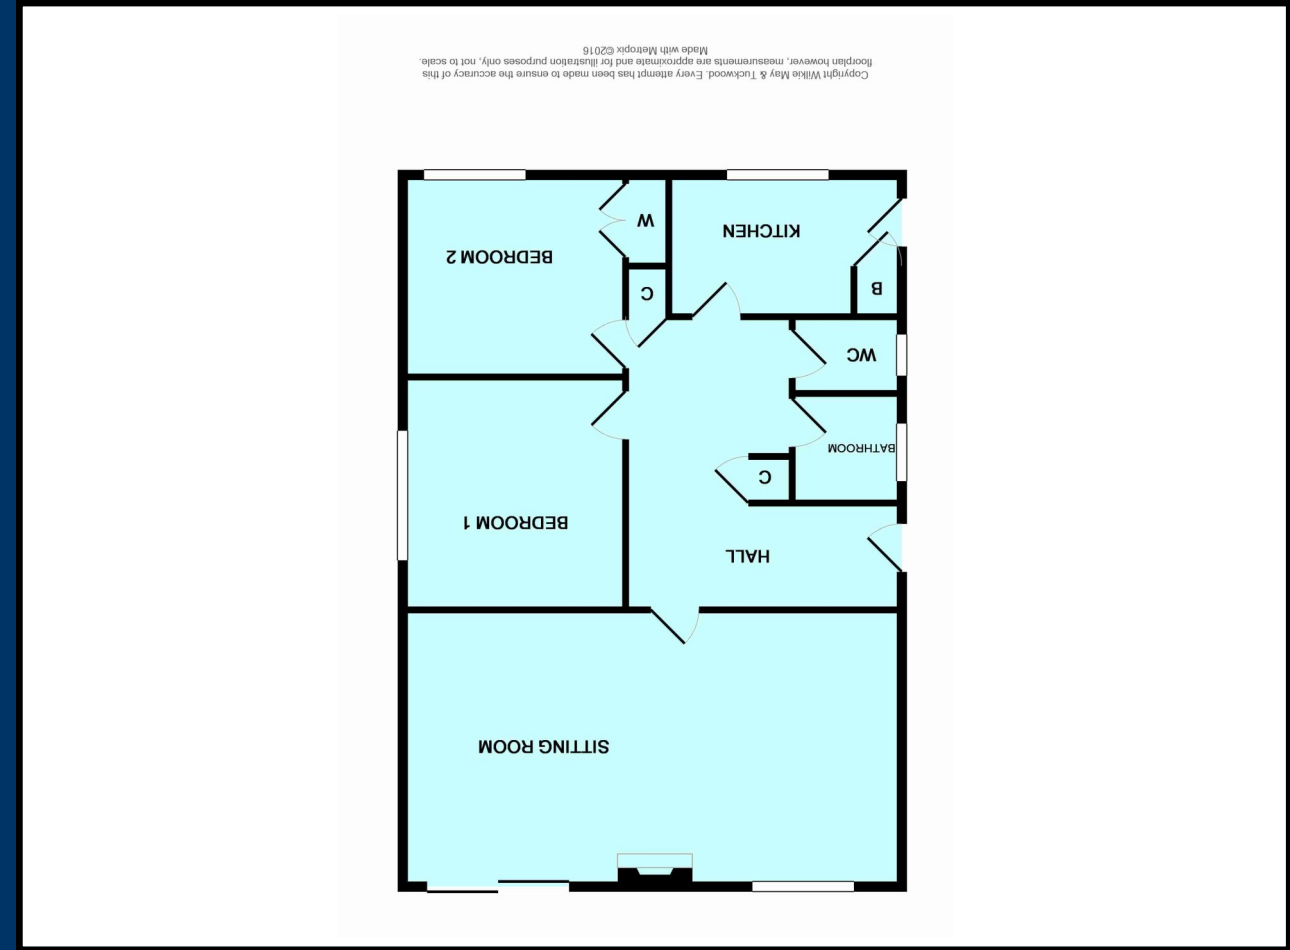 SITTING ROOM
HALL
BEDROOM 1
C
BATHROOM
WC
C
B
BEDROOM 2
KITCHEN
W
Copyright Wilkie May & Tuckwood. Every attempt has been made to ensure the accuracy of this
floorplan however, measurements are approximate and for illustration purposes only, not to scale.
Made with Metropix ©2016